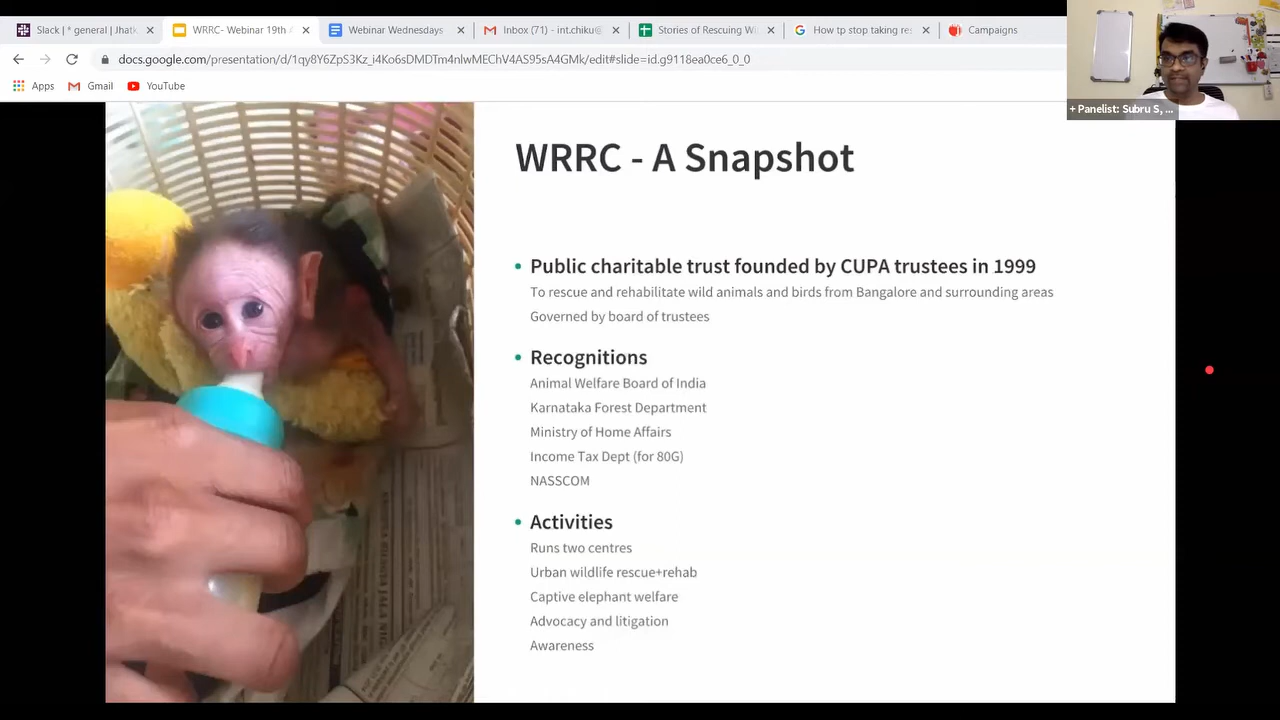 Slack | * general | Jhatk
WRRC- Webinar 19th A
Webinar Wednesdays
Inbox (71) - int.chiku@
Stories of Rescuing Wi
How tp stop taking res
Campaigns
docs.google.com/presentation/d/1qy8Y6ZpS3Kz_i4Ko6sDMDTm4nlwMEChV4AS95sA4GMk/edit#slide=id.g9118ea0ce6_0_0
Apps
Gmail
YouTube
+ Panelist: Subru S, ...
WRRC - A Snapshot
• Public charitable trust founded by CUPA trustees in 1999
To rescue and rehabilitate wild animals and birds from Bangalore and surrounding areas
Governed by board of trustees
• Recognitions
Animal Welfare Board of India
Karnataka Forest Department
Ministry of Home Affairs
Income Tax Dept (for 80G)
NASSCOM
• Activities
Runs two centres
Urban wildlife rescue+rehab
Captive elephant welfare
Advocacy and litigation
Awareness